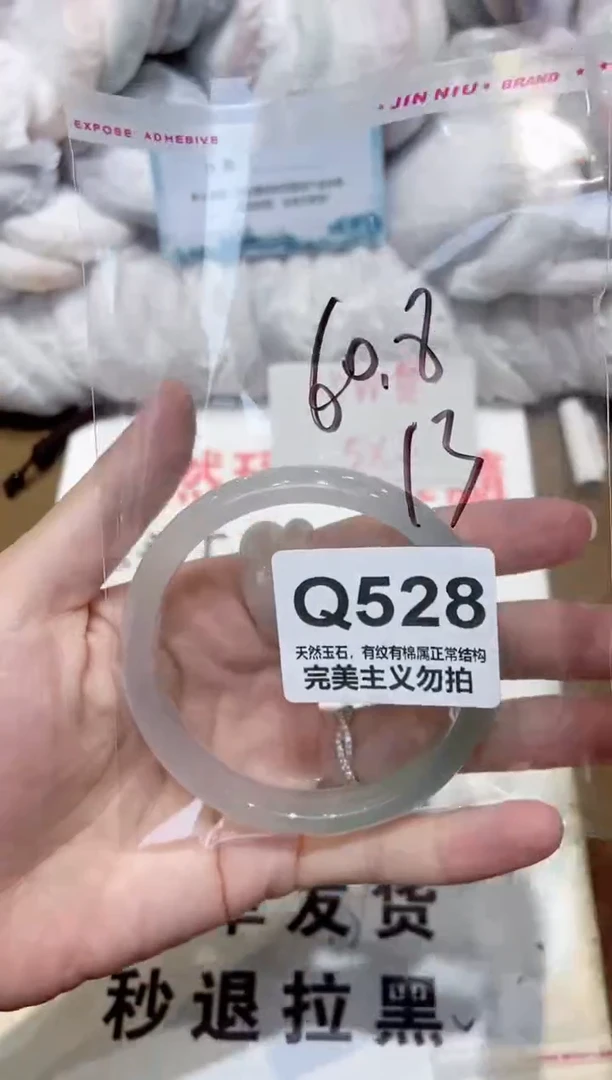 JIN NIU BRAND
EXPOSE ADHESIVE
60.8
13
Q528
天然玉石，有纹有棉属正常结构
完美主义勿拍
发货
秒退拉黑